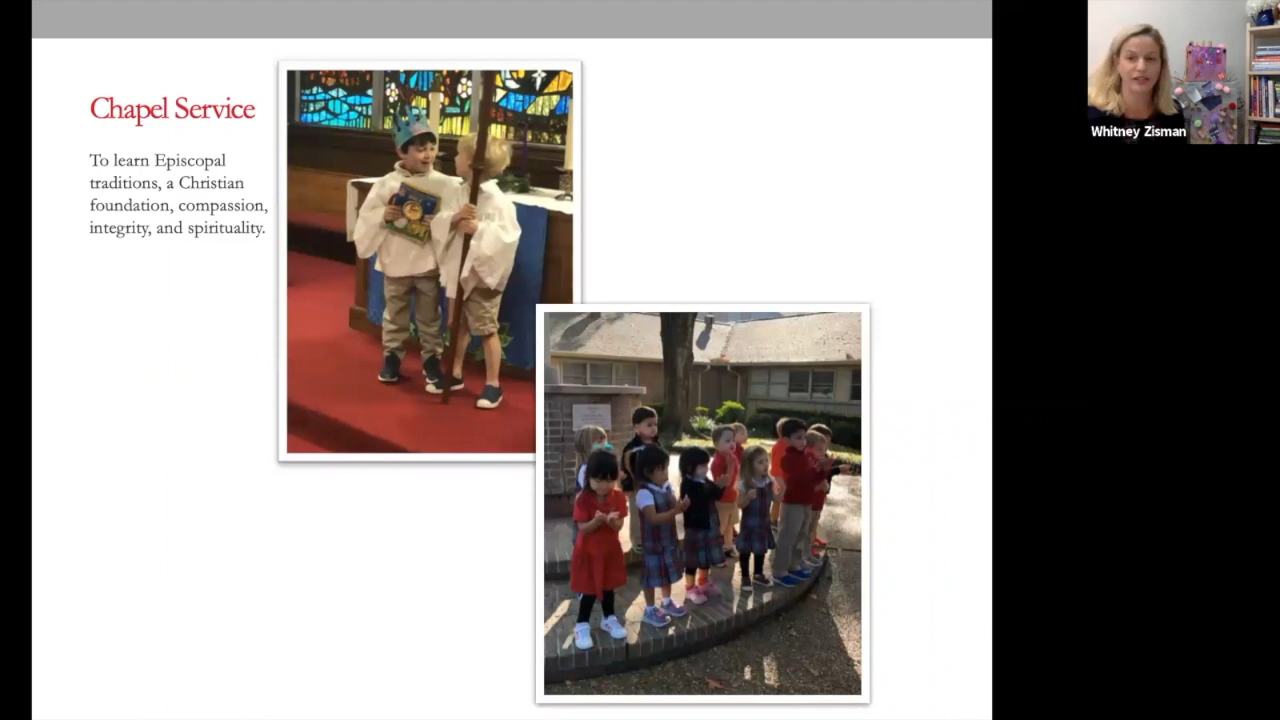 Chapel Service
To learn Episcopal
traditions, a Christian
foundation, compassion,
integrity, and spirituality.
Whitney Zisman